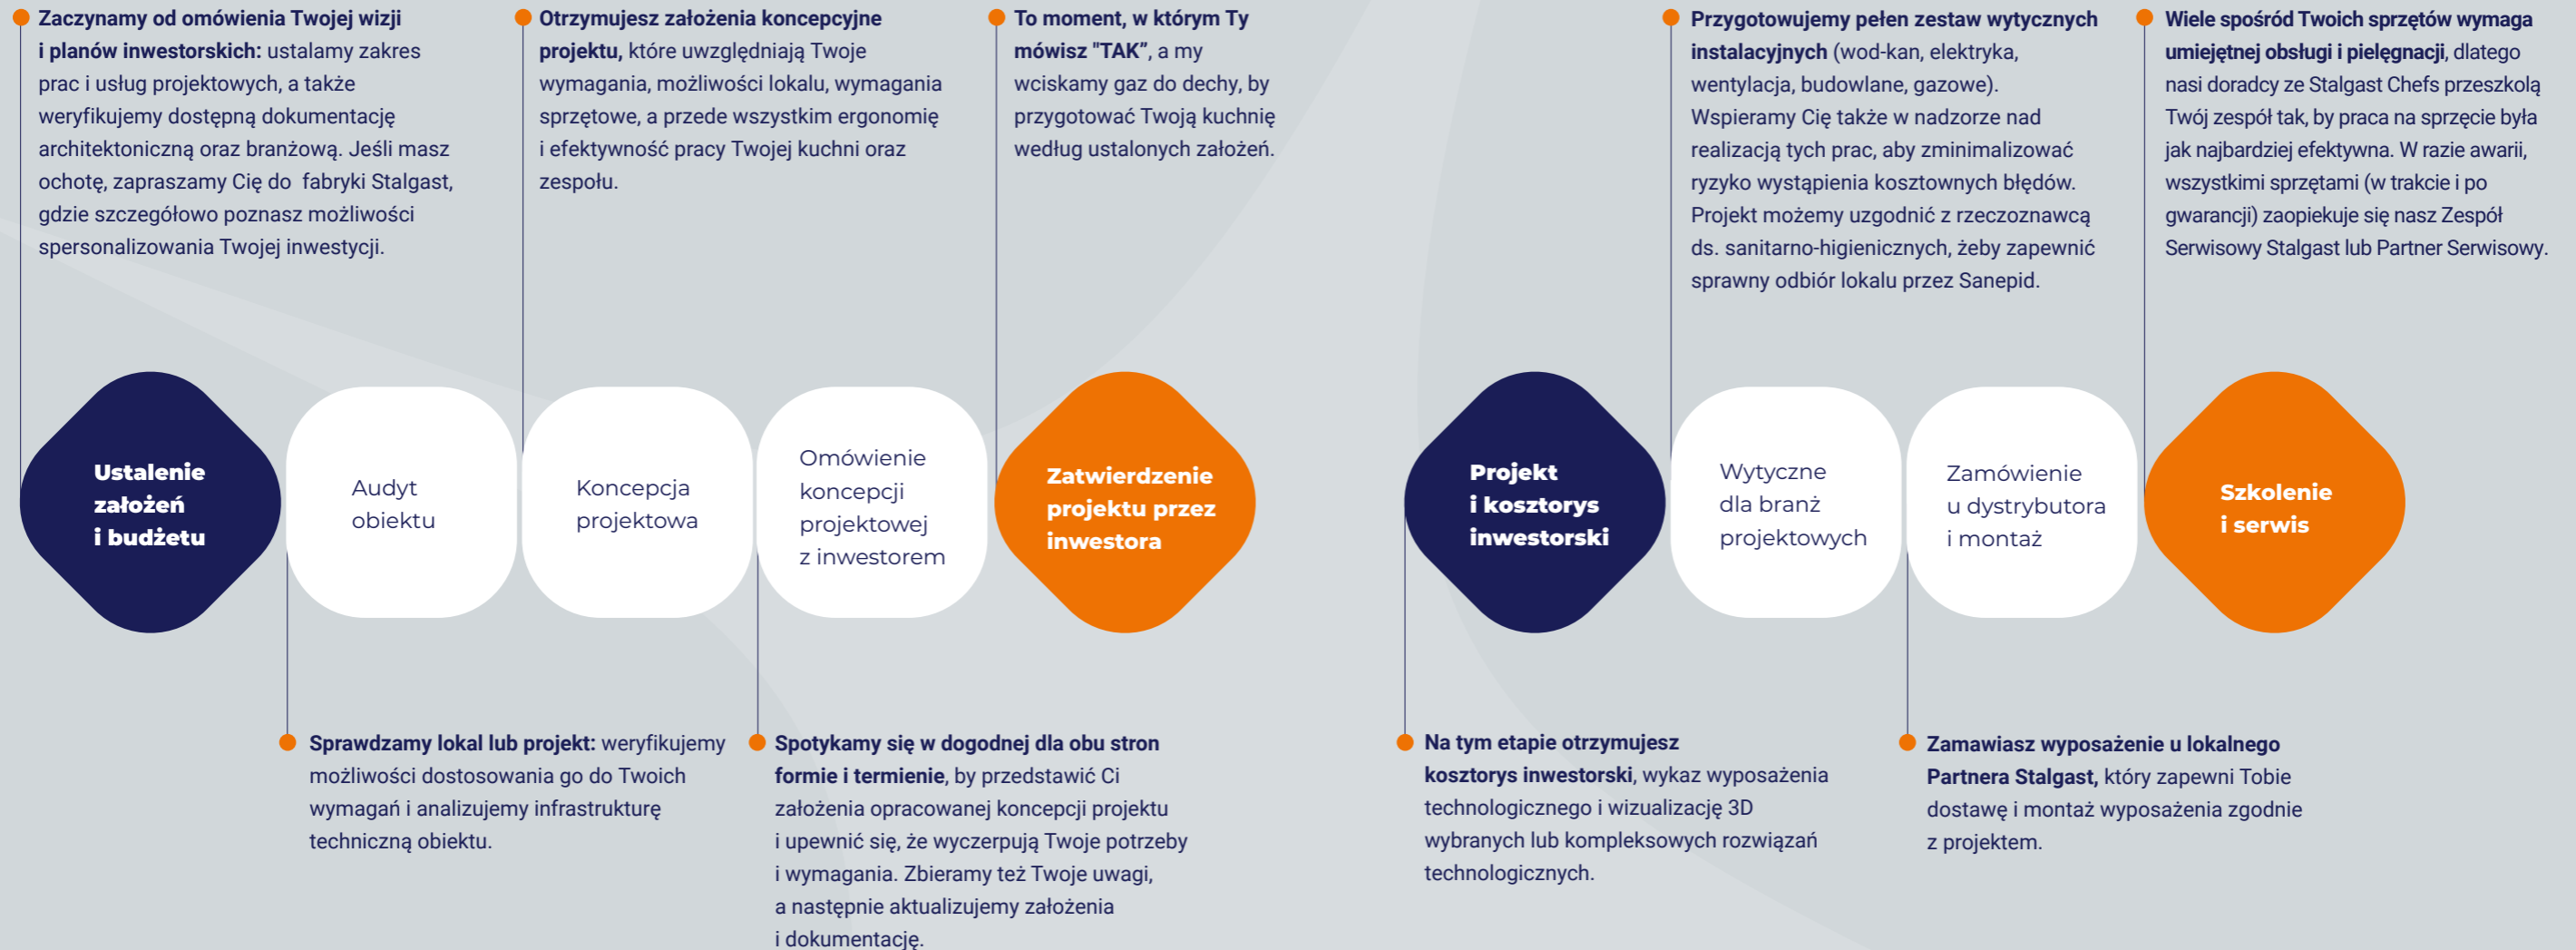 Zaczynamy od omówienia Twojej wizji
i planów inwestorskich: ustalamy zakres
prac i usług projektowych, a także
weryfikujemy dostępną dokumentację
architektoniczną oraz branżową. Jeśli masz
ochotę, zapraszamy Cię do fabryki Stalgast,
gdzie szczegółowo poznasz możliwości
spersonalizowania Twojej inwestycji.
Otrzymujesz założenia koncepcyjne
projektu, które uwzględniają Twoje
wymagania, możliwości lokalu, wymagania
sprzętowe, a przede wszystkim ergonomię
i efektywność pracy Twojej kuchni oraz
zespołu.
To moment, w którym Ty
mówisz "TAK”, a my
wciskamy gaz do dechy, by
przygotować Twoją kuchnię
według ustalonych założeń.
Przygotowujemy pełen zestaw wytycznych
instalacyjnych (wod-kan, elektryka,
wentylacja, budowlane, gazowe).
Wspieramy Cię także w nadzorze nad
realizacją tych prac, aby zminimalizować
ryzyko wystąpienia kosztownych błędów.
Projekt możemy uzgodnić z rzeczoznawcą
ds. sanitarno-higienicznych, żeby zapewnić
sprawny odbiór lokalu przez Sanepid.
Wiele spośród Twoich sprzętów wymaga
umiejętnej obsługi i pielęgnacji, dlatego
nasi doradcy ze Stalgast Chefs przeszkolą
Twój zespół tak, by praca na sprzęcie była
jak najbardziej efektywna. W razie awarii,
wszystkimi sprzętami (w trakcie i po
gwarancji) zaopiekuje się nasz Zespół
Serwisowy Stalgast lub Partner Serwisowy.
Ustalenie
założeń
i budżetu
Audyt
obiektu
Koncepcja
projektowa
Omówienie
koncepcji
projektowej
z inwestorem
Zatwierdzenie
projektu przez
inwestora
Projekt
i kosztorys
inwestorski
Wytyczne
dla branż
projektowych
Zamówienie
u dystrybutora
i montaż
Szkolenie
i serwis
Sprawdzamy lokal lub projekt: weryfikujemy
możliwości dostosowania go do Twoich
wymagań i analizujemy infrastrukturę
techniczną obiektu.
Spotykamy się w dogodnej dla obu stron
formie i termienie, by przedstawić Ci
założenia opracowanej koncepcji projektu
i upewnić się, że wyczerpują Twoje potrzeby
i wymagania. Zbieramy też Twoje uwagi,
a następnie aktualizujemy założenia
i dokumentację.
Na tym etapie otrzymujesz
kosztorys inwestorski, wykaz wyposażenia
technologicznego i wizualizację 3D
wybranych lub kompleksowych rozwiązań
technologicznych.
Zamawiasz wyposażenie u lokalnego
Partnera Stalgast, który zapewni Tobie
dostawę i montaż wyposażenia zgodnie
z projektem.